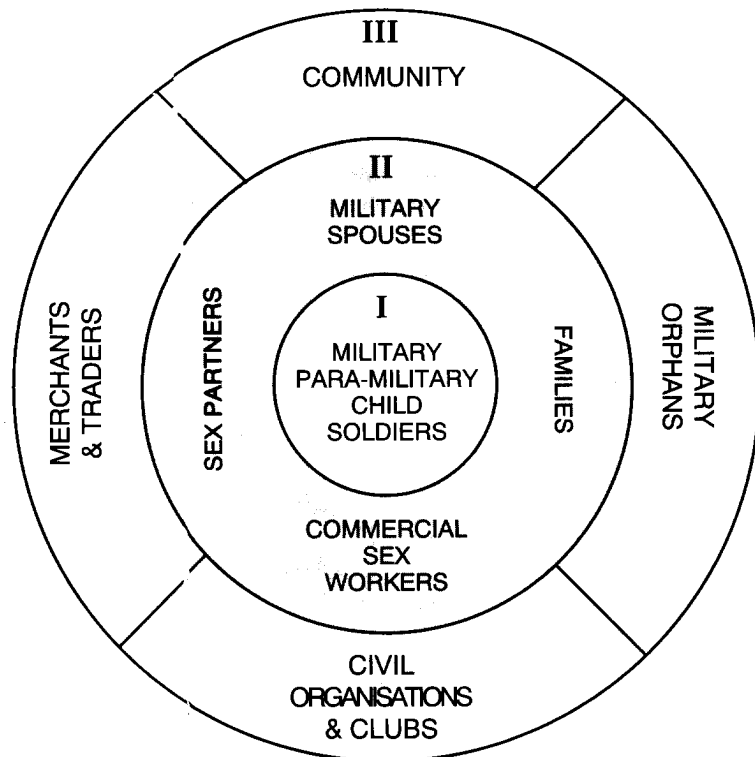 III
COMMUNITY
II
MILITARY
SPOUSES
I
MILITARY
PARA-MILITARY
CHILD
SOLDIERS
SEX PARTNERS
FAMILIES
MERCHANTS
& TRADERS
MILITARY
ORPHANS
COMMERCIAL
SEX
WORKERS
CIVIL
ORGANISATIONS
& CLUBS